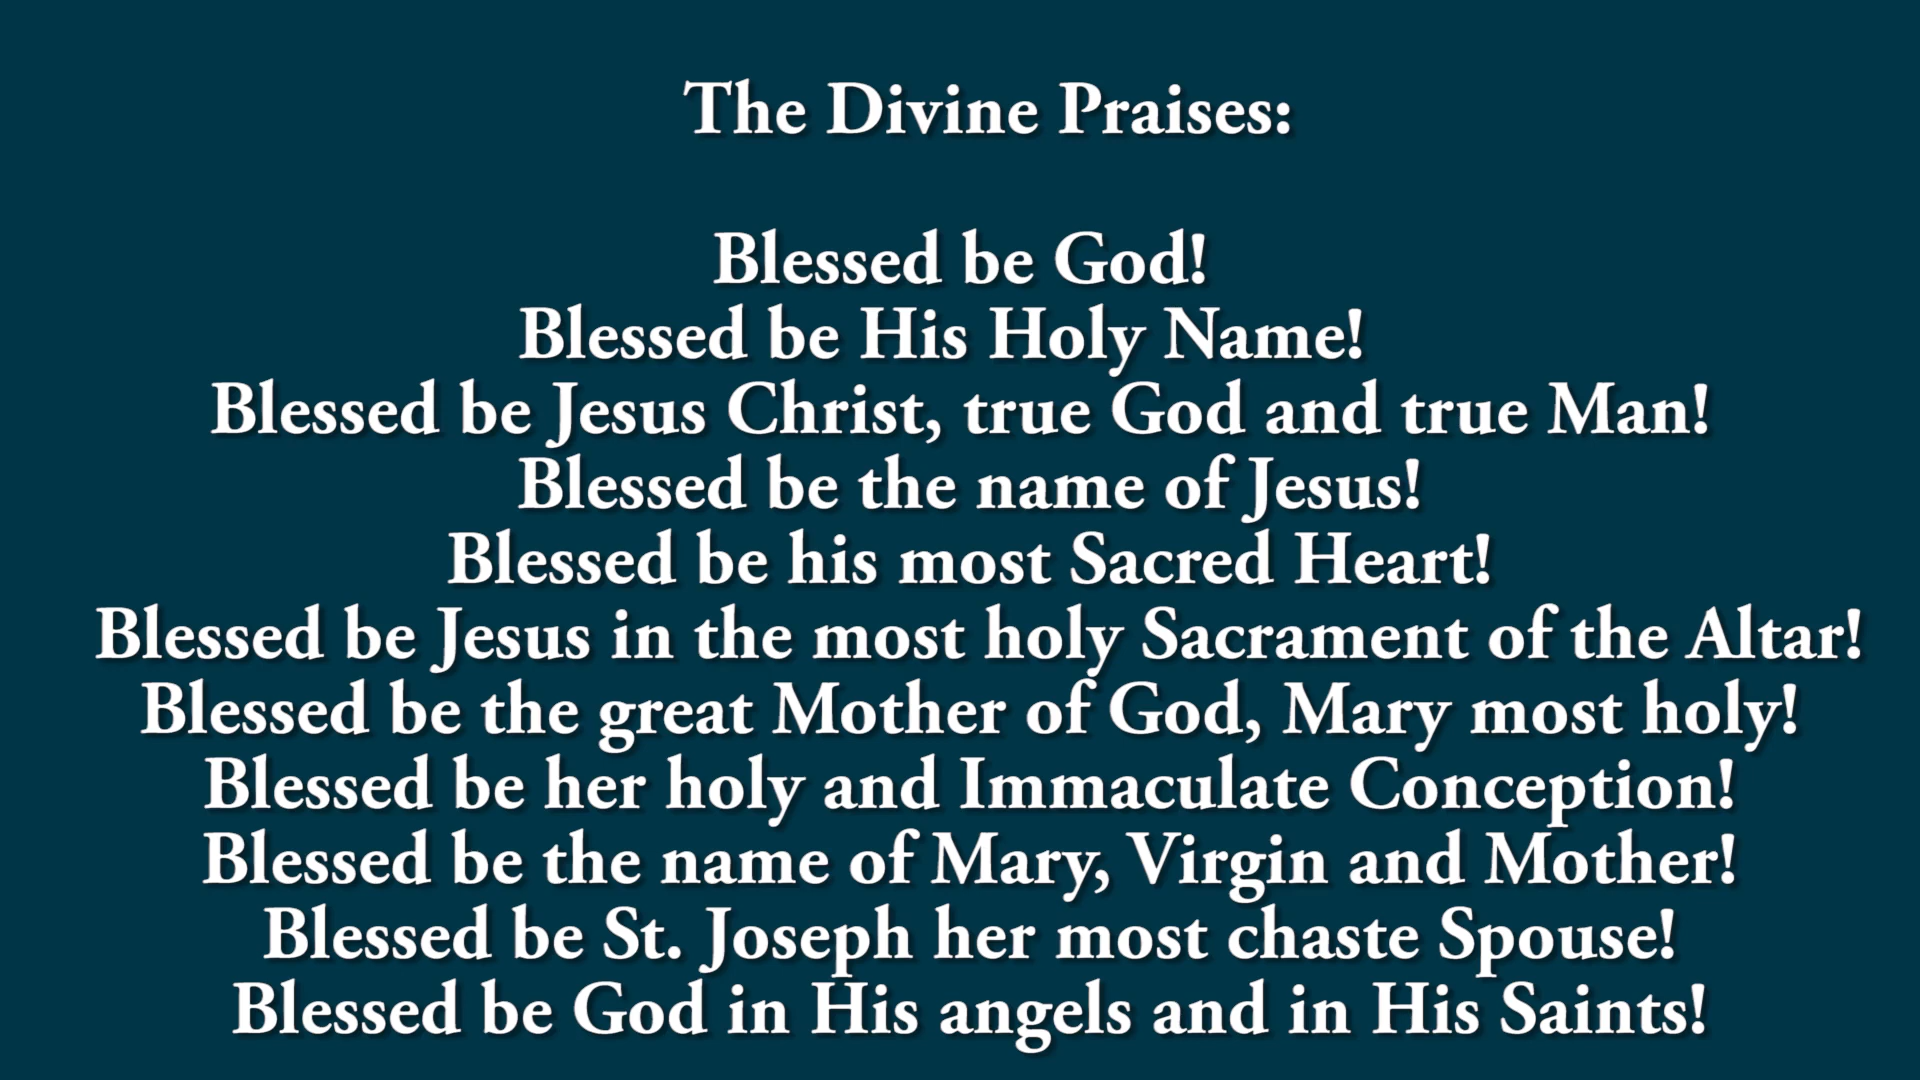 The Divine Praises:
Blessed be God!
Blessed be His Holy Name!
Blessed be Jesus Christ, true God and true Man!
Blessed be the name of Jesus!
Blessed be his most Sacred Heart!
Blessed be Jesus in the most holy Sacrament of the Altar!
Blessed be the great Mother of God, Mary most holy!
Blessed be her holy and Immaculate Conception!
Blessed be the name of Mary, Virgin and Mother!
Blessed be St. Joseph her most chaste Spouse!
Blessed be God in His angels and in His Saints!